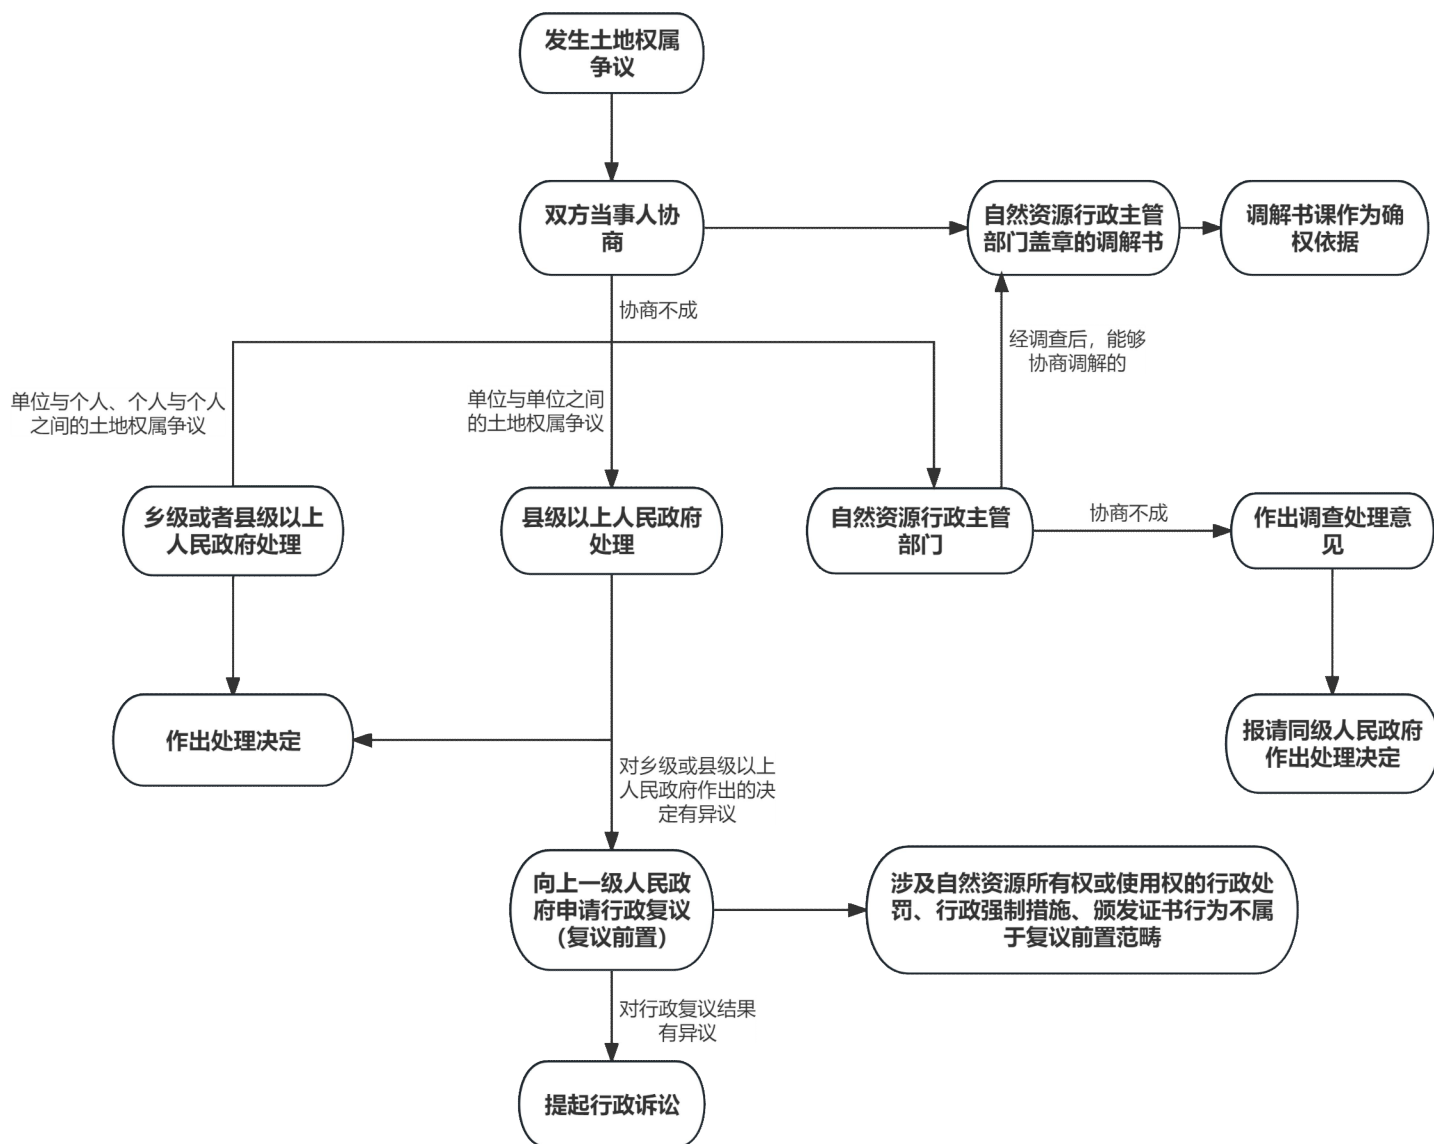 发生土地权属
争议
双方当事人协
商
自然资源行政主管
部门盖章的调解书
调解书课作为确
权依据
协商不成
经调查后，能够
协商调解的
单位与个人、个人与个人
之间的土地权属争议
单位与单位之间
的土地权属争议
乡级或者县级以上
人民政府处理
县级以上人民政府
处理
自然资源行政主管
部门
协商不成
作出调查处理意
见
作出处理决定
报请同级人民政府
作出处理决定
对乡级或县级以上
人民政府作出的决
定有异议
向上一级人民政
府申请行政复议
（复议前置）
涉及自然资源所有权或使用权的行政处
罚、行政强制措施、颁发证书行为不属
于复议前置范畴
对行政复议结果
有异议
提起行政诉讼